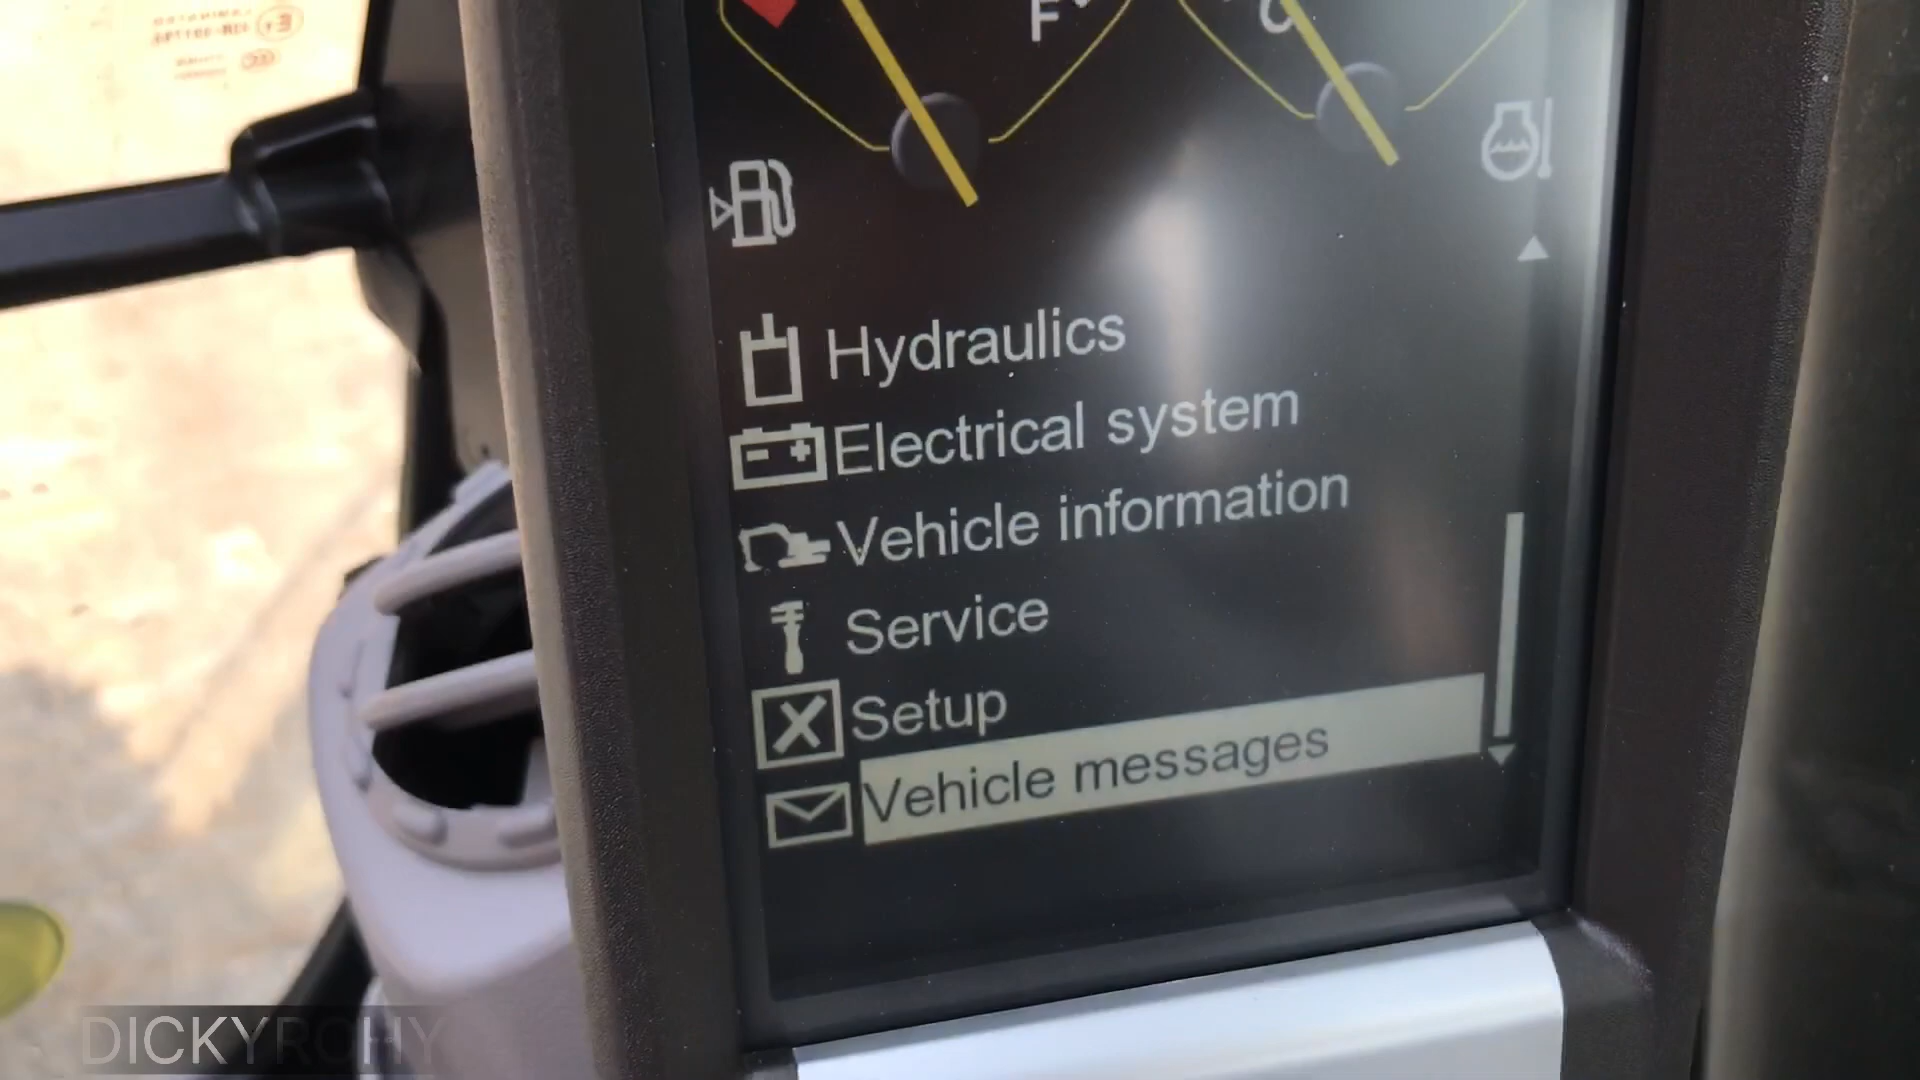 F
C
Hydraulics
Electrical system
Vehicle information
Service
Setup
Vehicle messages
DICKYROHY